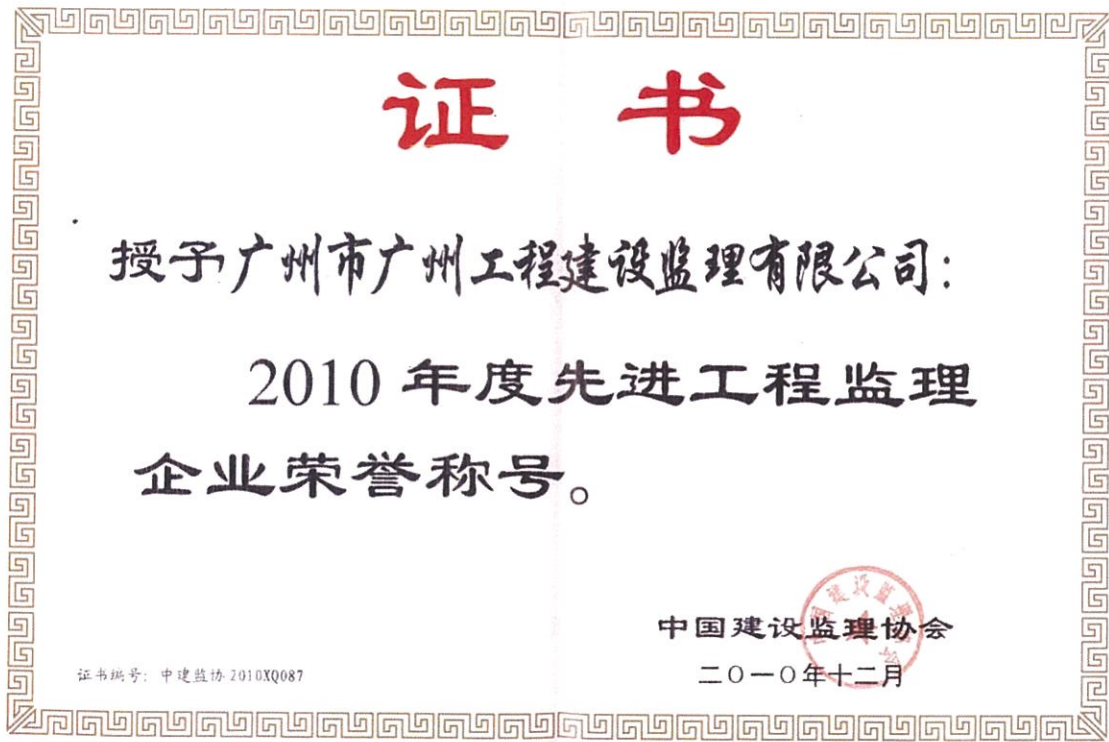 证书
授予广州市广州工程建设监理有限公司：
2010年度先进工程监理
企业荣誉称号。
中国建设监理协会
二〇一〇年十二月
证书编号：中建监协2010XQ087